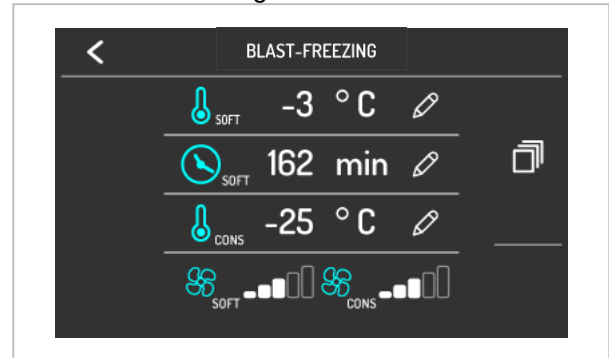 BLAST-FREEZING
SOFT -3 °C
SOFT 162 min
CONS -25 °C
SOFT CONS